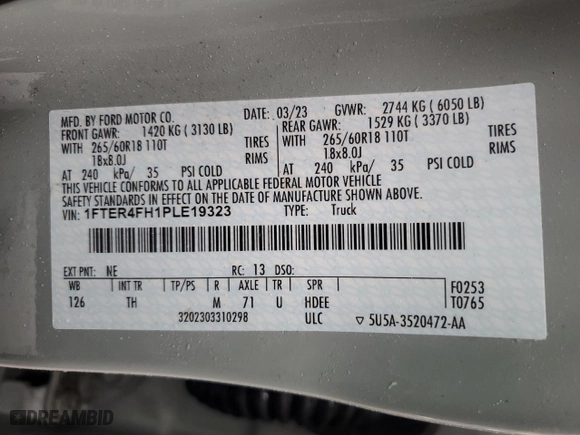 MFD. BY FORD MOTOR CO.
DATE: 03/23 GVWR: 2744 KG ( 6050 LB)
FRONT GAWR: 1420 KG ( 3130 LB) REAR GAWR: 1529 KG ( 3370 LB)
WITH 265/60R18 110T TIRES WITH 265/60R18 110T TIRES
18x8.0J RIMS 18x8.0J RIMS
AT 240 kPa/ 35 PSI COLD AT 240 kPa/ 35 PSI COLD
THIS VEHICLE CONFORMS TO ALL APPLICABLE FEDERAL MOTOR VEHICLE
SAFETY STANDARDS IN EFFECT ON THE DATE OF MANUFACTURE SHOWN ABOVE.
VIN: 1FTER4FH1PLE19323 TYPE: Truck
EXT PNT: NE RC: 13 DSO:
WB INT TR TP/PS R AXLE TR SPR F0253
126 TH M 71 U HDEE T0765
3202303310298 ULC ▽ 5U5A-3520472-AA
DREAMBID